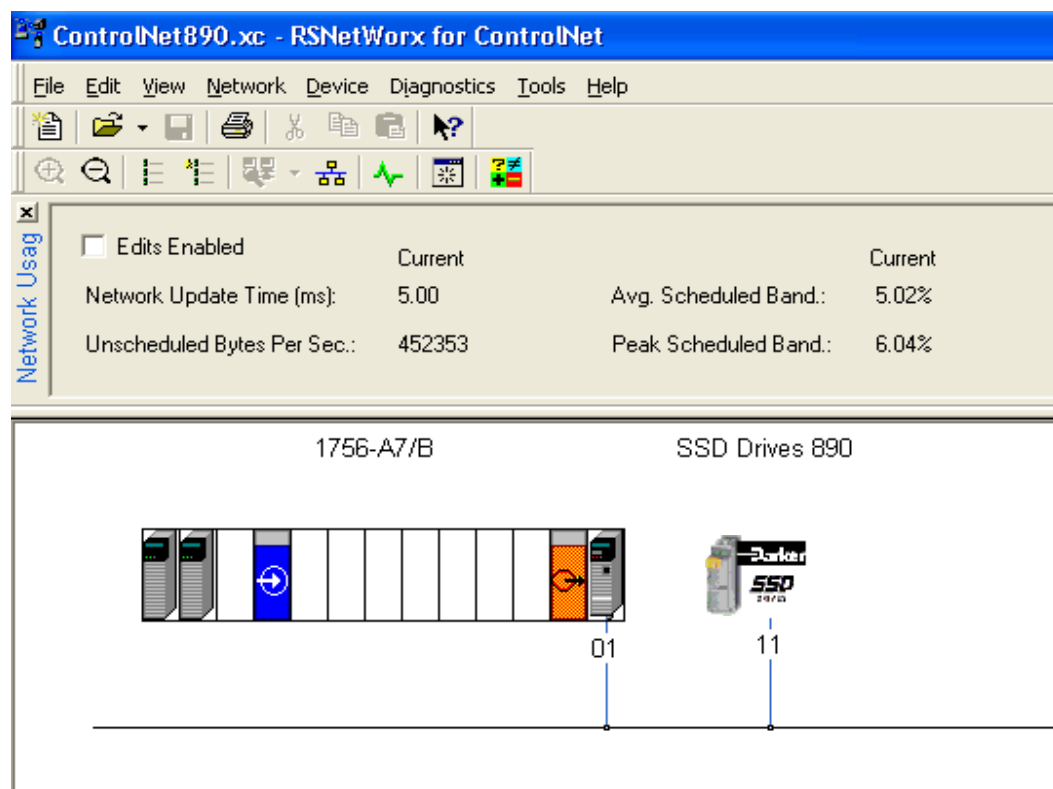 ControlNet890.xc - RSNetWorx for ControlNet
File Edit View Network Device Diagnostics Tools Help
Network Usag
Edits Enabled
Current Current
Network Update Time (ms): 5.00 Avg. Scheduled Band.: 5.02%
Unscheduled Bytes Per Sec.: 452353 Peak Scheduled Band.: 6.04%
1756-A7/B SSD Drives 890
Parker
SSD
01 11